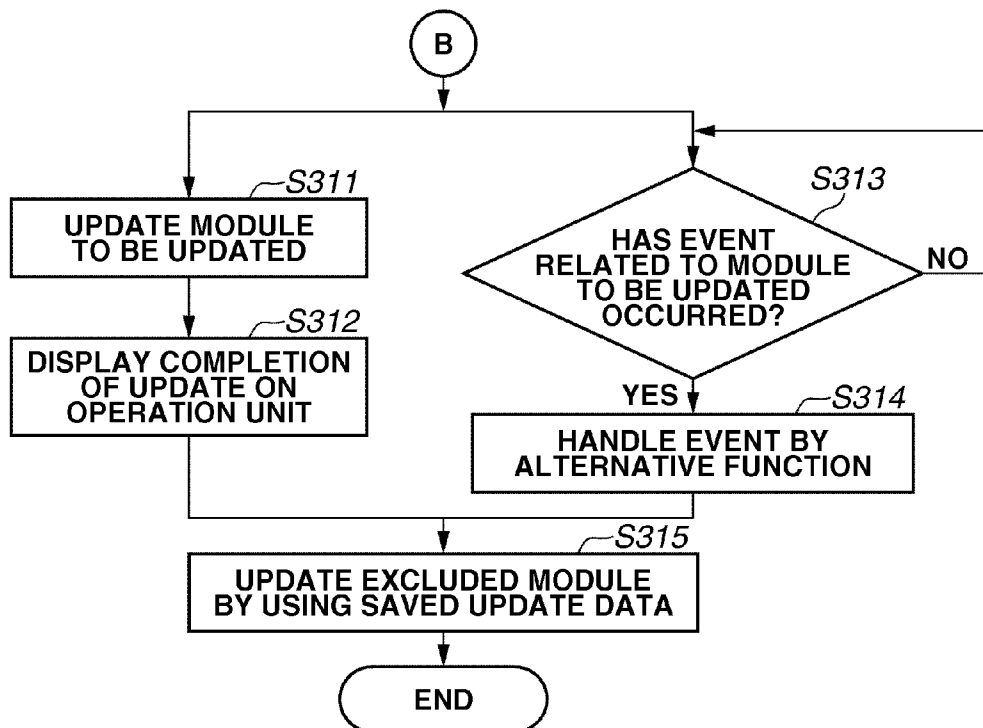 B
S311
UPDATE MODULE
TO BE UPDATED
S312
DISPLAY COMPLETION
OF UPDATE ON
OPERATION UNIT
S313
HAS EVENT
RELATED TO MODULE
TO BE UPDATED
OCCURRED?
NO
YES
S314
HANDLE EVENT BY
ALTERNATIVE FUNCTION
S315
UPDATE EXCLUDED MODULE
BY USING SAVED UPDATE DATA
END